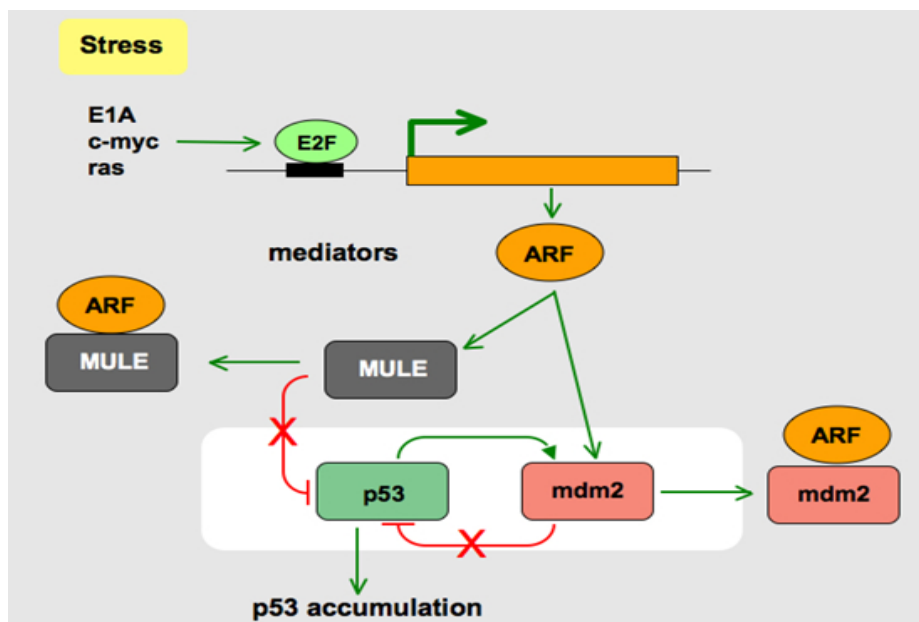 Stress
E1A
c-myc
ras
E2F
mediators
ARF
ARF
MULE
MULE
ARF
p53
mdm2
mdm2
p53 accumulation